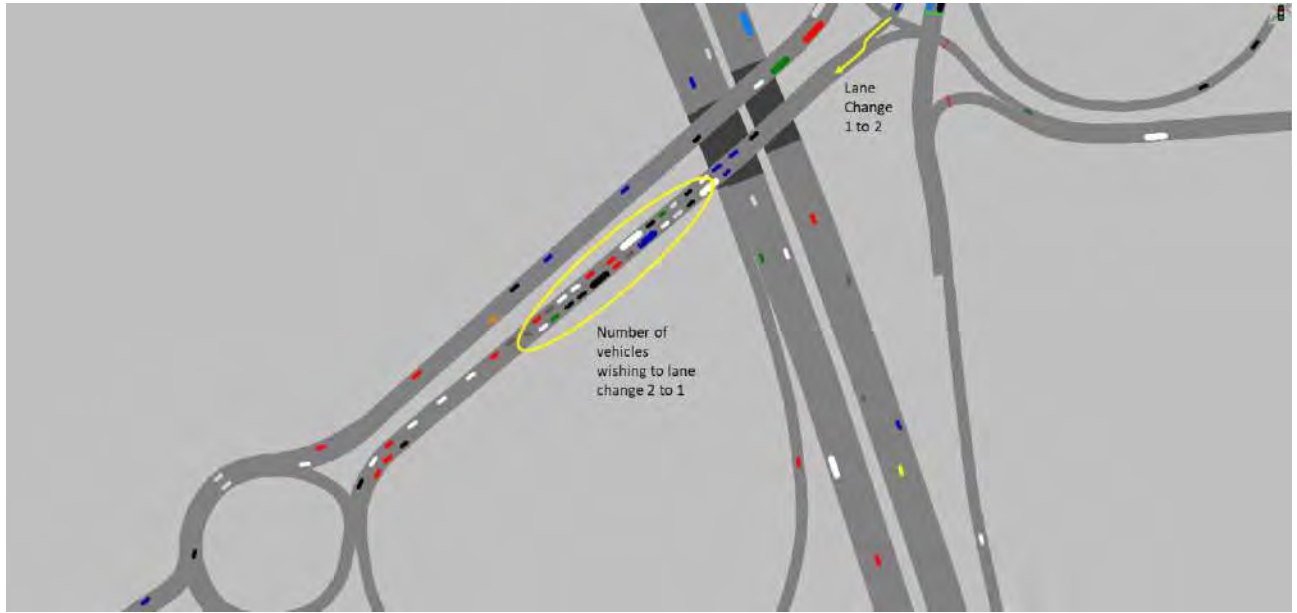 Lane
Change
1 to 2
Number of
vehicles
wishing to lane
change 2 to 1